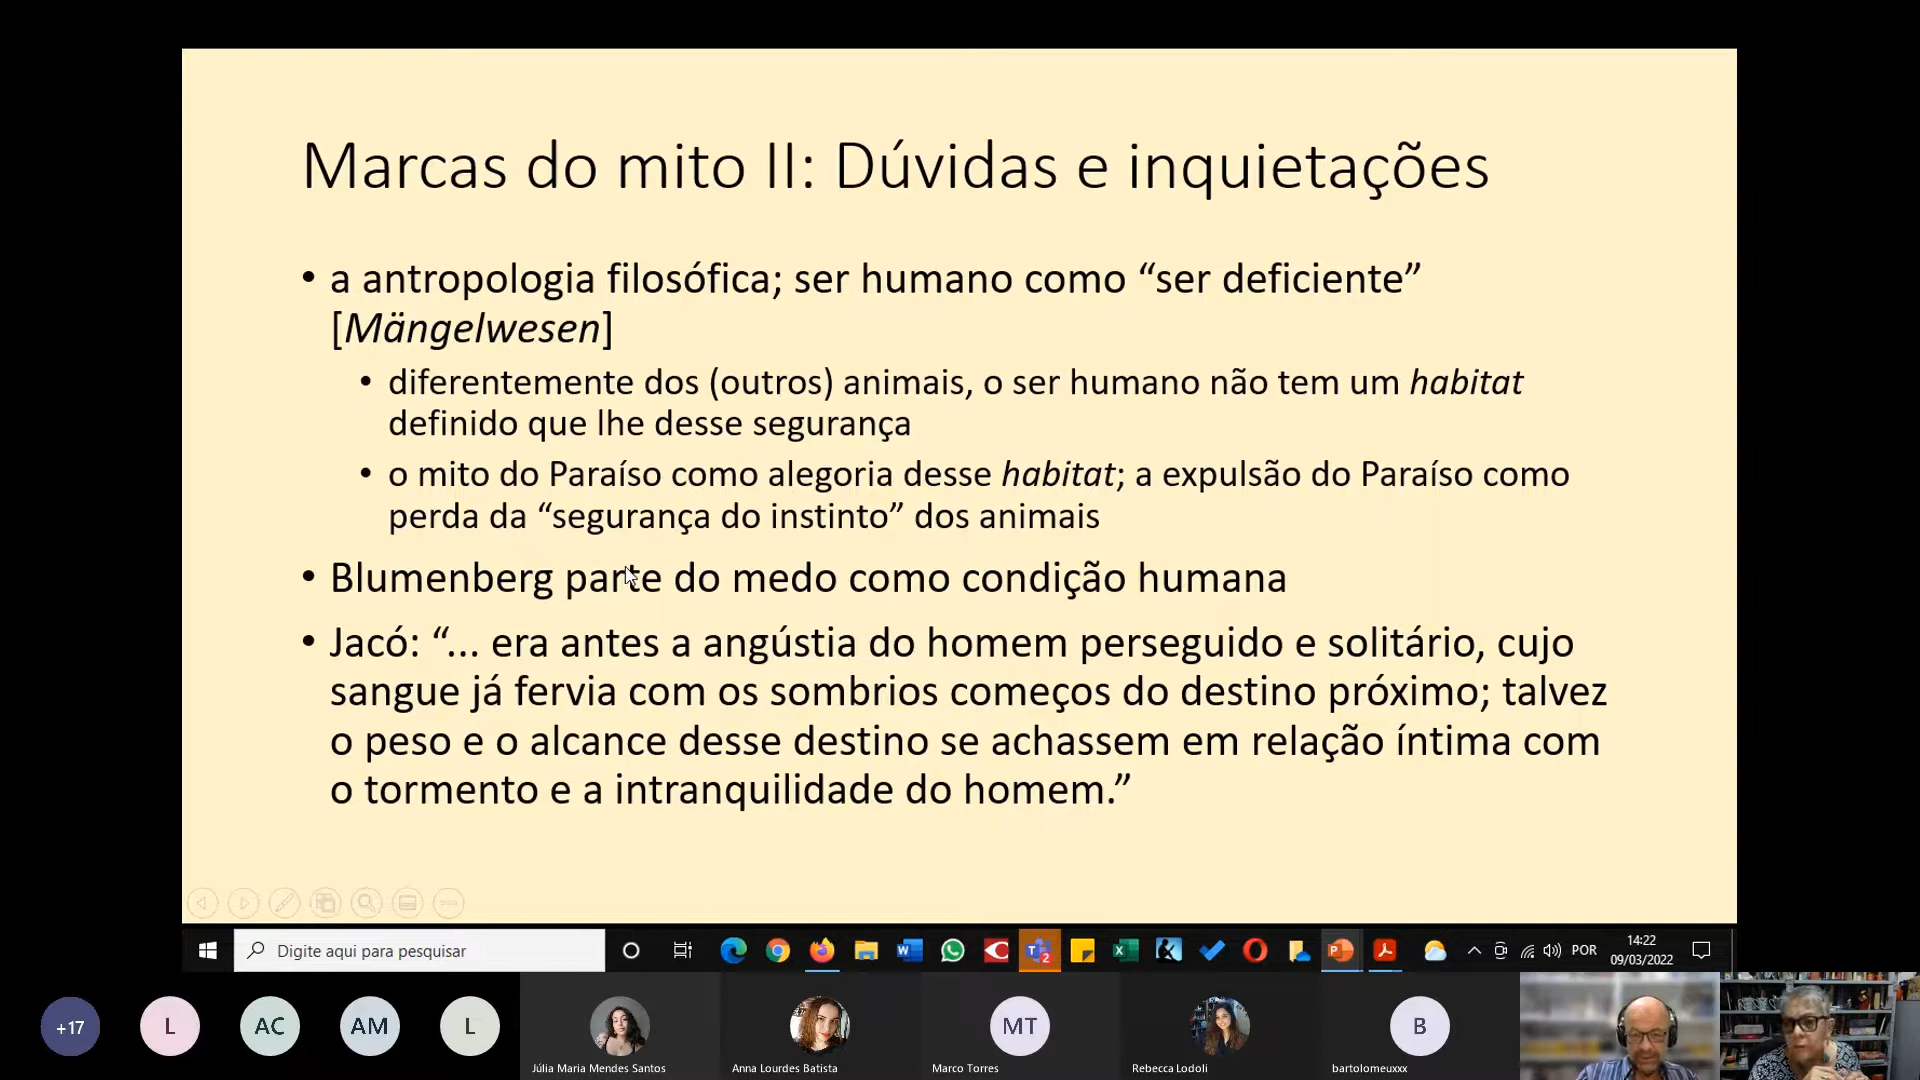 Marcas do mito II: Dúvidas e inquietações
• a antropologia filosófica; ser humano como “ser deficiente”
[Mängelwesen]
• diferentemente dos (outros) animais, o ser humano não tem um habitat
definido que lhe desse segurança
• o mito do Paraíso como alegoria desse habitat; a expulsão do Paraíso como
perda da “segurança do instinto” dos animais
• Blumenberg parte do medo como condição humana
• Jacó: “... era antes a angústia do homem perseguido e solitário, cujo
sangue já fervia com os sombrios começos do destino próximo; talvez
o peso e o alcance desse destino se achassem em relação íntima com
o tormento e a intranquilidade do homem.”
Digite aqui para pesquisar
POR
14:22
09/03/2022
+17
L
AC
AM
L
MT
B
Júlia Maria Mendes Santos
Anna Lourdes Batista
Marco Torres
Rebecca Lodoli
bartolomeuxxx